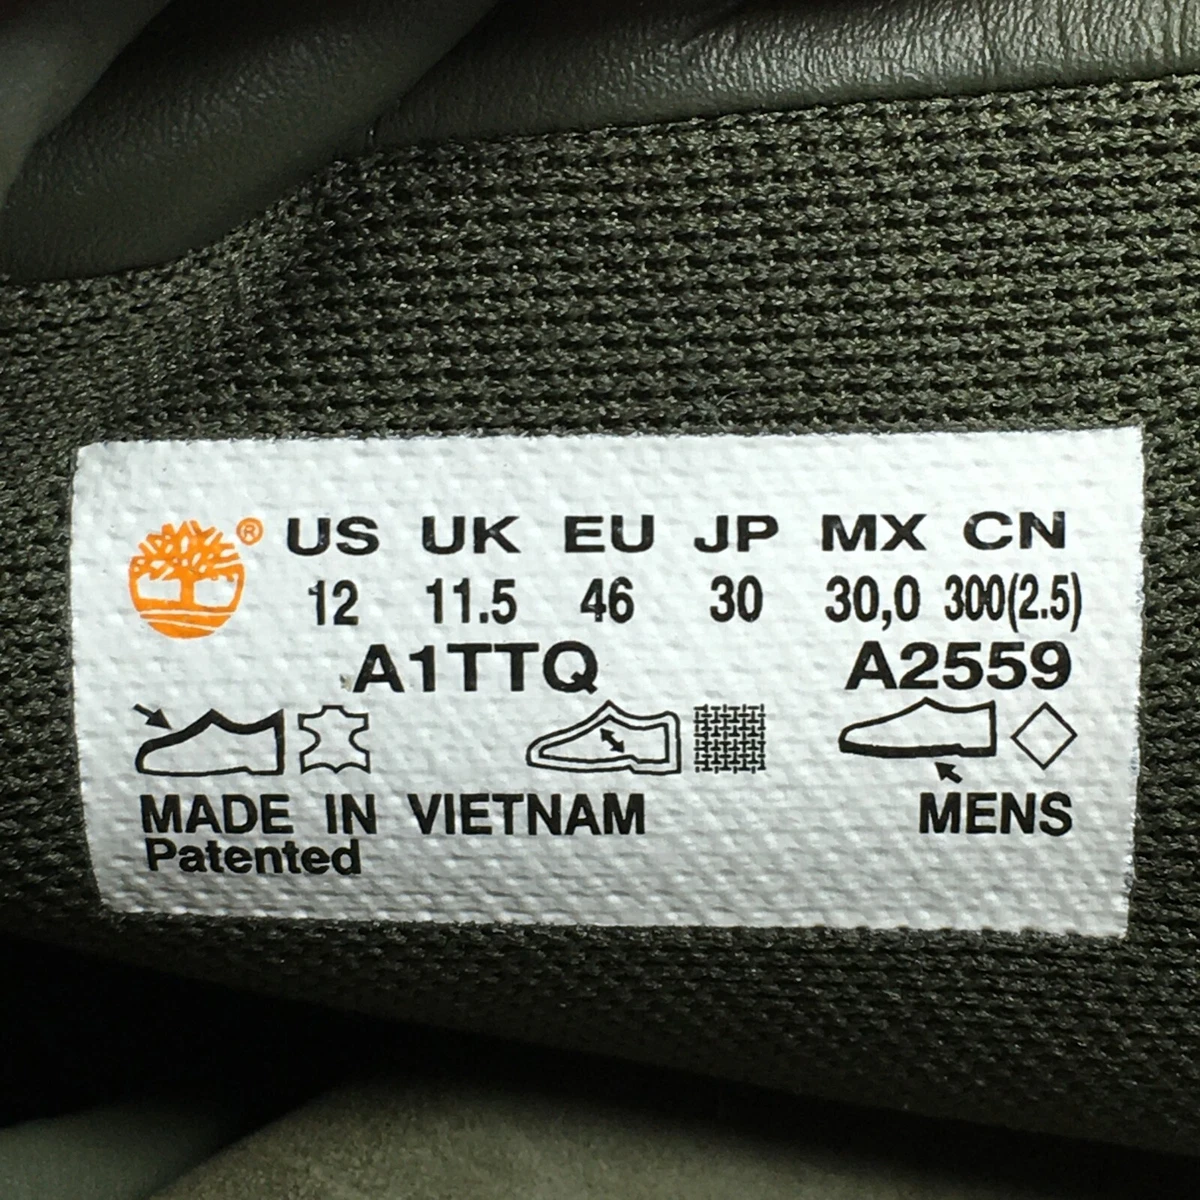 ® US UK EU JP MX CN
12 11.5 46 30 30,0 300(2.5)
A1TTQ A2559
MADE IN VIETNAM MENS
Patented